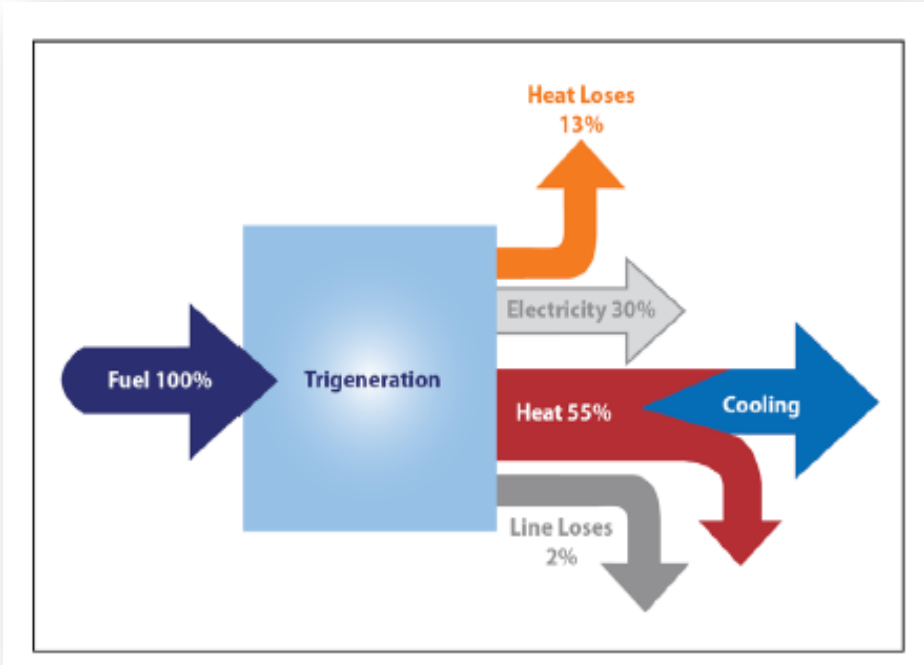 Heat Loses
13%
Electricity 30%
Fuel 100%
Trigeneration
Heat 55%
Cooling
Line Loses
2%